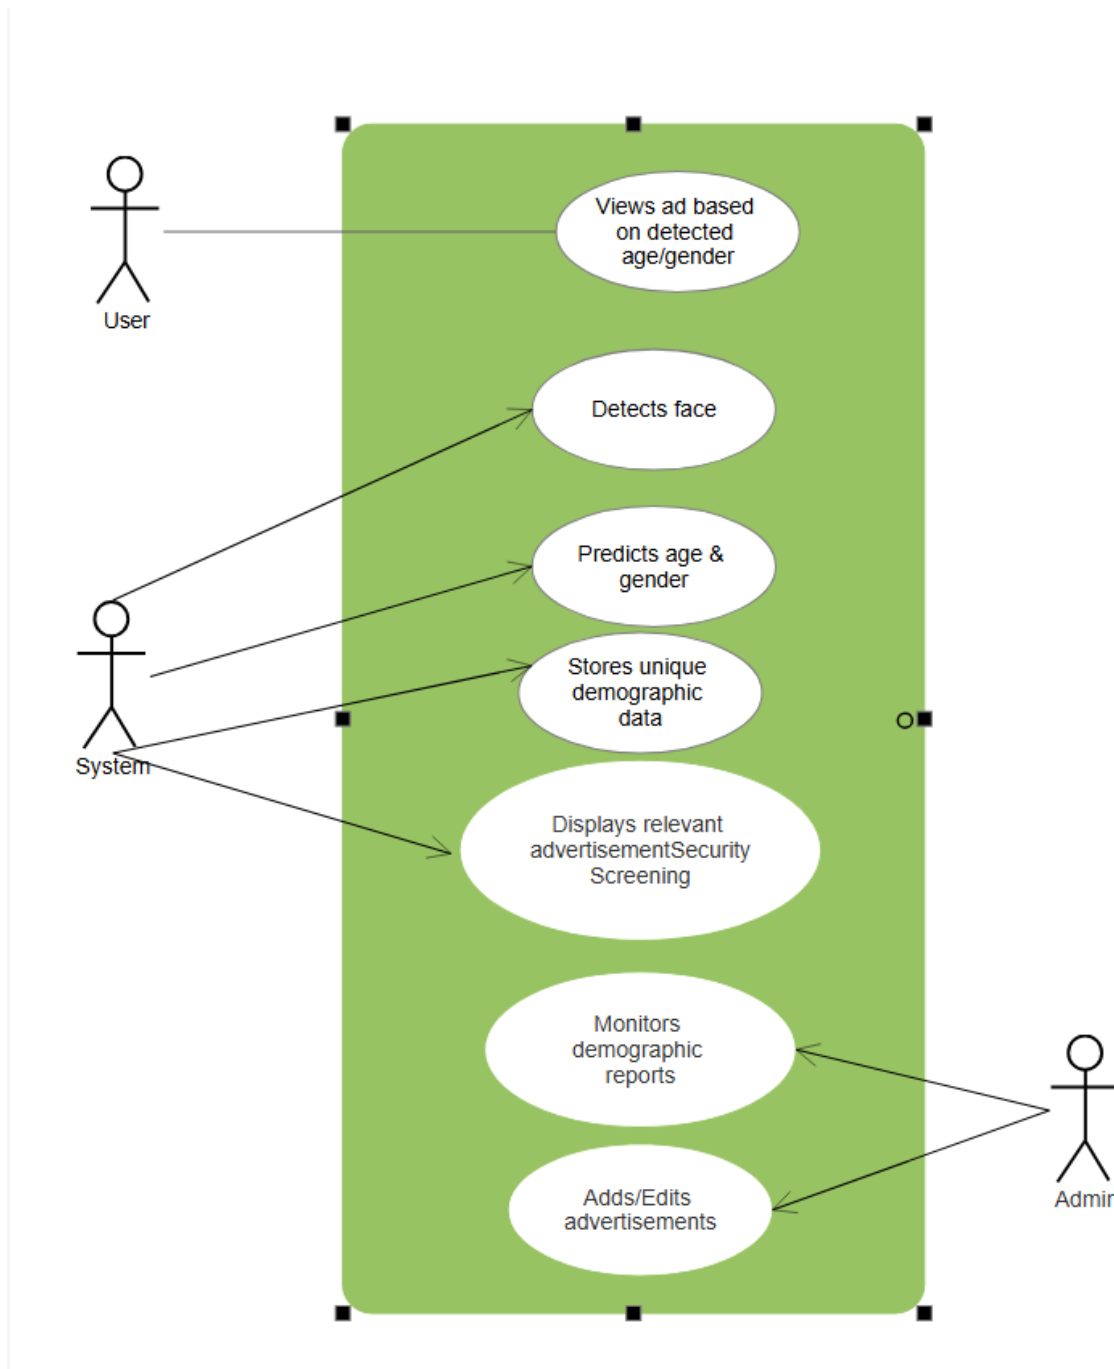 Views ad based
on detected
age/gender
User
Detects face
Predicts age &
gender
Stores unique
demographic
data
System
Displays relevant
advertisementSecurity
Screening
Monitors
demographic
reports
Adds/Edits
advertisements
Admin